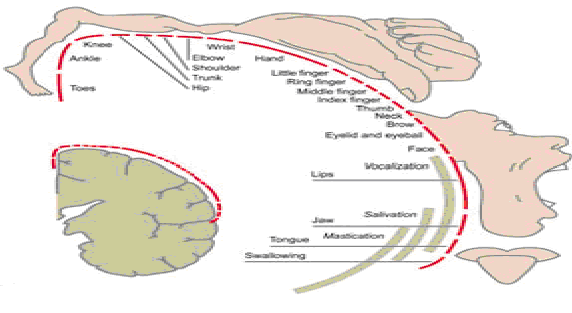 Knee
Ankle
Toes
Wrist
Elbow
Shoulder
Trunk
Hip
Hand
Little finger
Ring finger
Middle finger
Index finger
Thumb
Neck
Brow
Eyelid and eyeball
Face
Vocalization
Lips
Salivation
Jaw
Mastication
Tongue
Swallowing